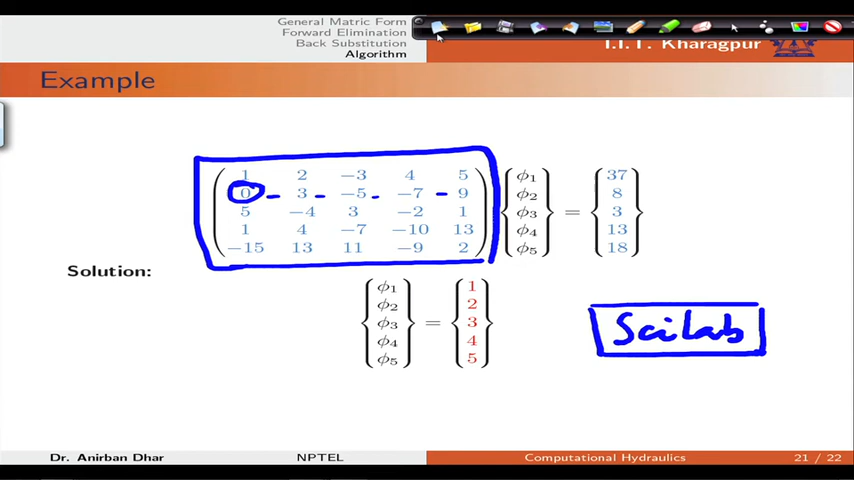 General Matric Form
Forward Elimination
Back Substitution
Algorithm
I.I.T. Kharagpur
Example
1 2 −3 4 5
0 3 −5 −7 9
5 −4 3 −2 1
1 4 −7 −10 13
−15 13 11 −9 2
ϕ1
ϕ2
ϕ3
ϕ4
ϕ5
=
37
8
3
13
18
Solution:
ϕ1
ϕ2
ϕ3
ϕ4
ϕ5
=
1
2
3
4
5
Scilab
Dr. Anirban Dhar NPTEL Computational Hydraulics 21 / 22